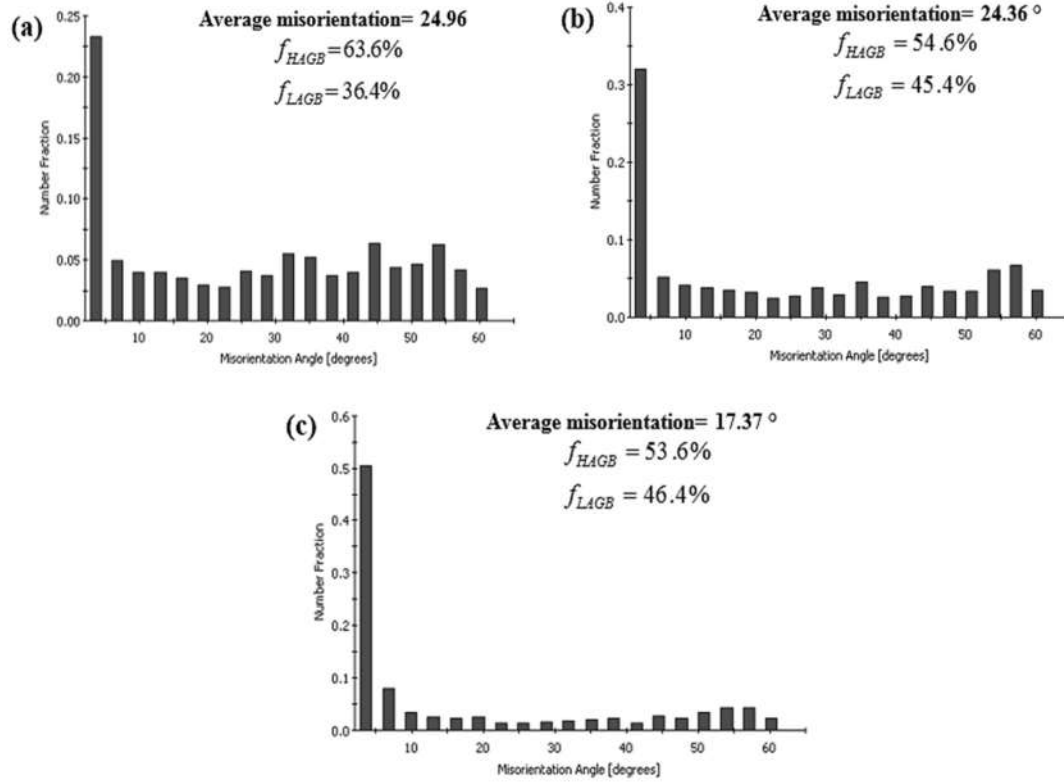 (a)
Average misorientation= 24.96
f_HAGB=63.6%
f_LAGB=36.4%
0.25
0.20
0.15
0.10
0.05
0.00
Number Fraction
10 20 30 40 50 60
Misorientation Angle [degrees]
(b)
Average misorientation= 24.36 °
f_HAGB = 54.6%
f_LAGB = 45.4%
0.4
0.3
0.2
0.1
0.0
Number Fraction
10 20 30 40 50 60
Misorientation Angle [degrees]
(c)
Average misorientation= 17.37 °
f_HAGB = 53.6%
f_LAGB = 46.4%
0.6
0.5
0.4
0.3
0.2
0.1
0.0
Number Fraction
10 20 30 40 50 60
Misorientation Angle [degrees]